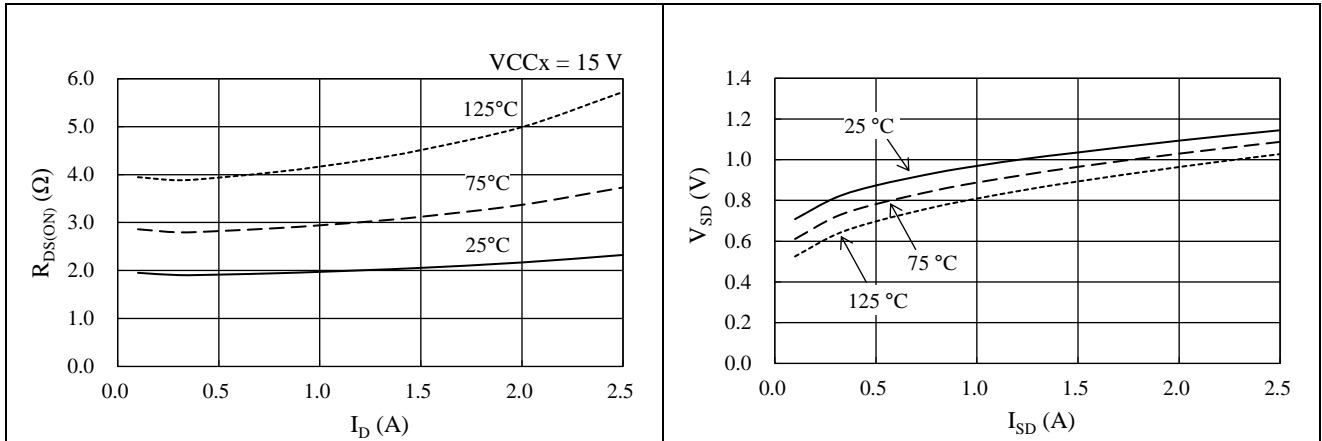 VCCx = 15 V
R_DS(ON) (Ω)
6.0
5.0
4.0
3.0
2.0
1.0
0.0
125°C
75°C
25°C
0.0 0.5 1.0 1.5 2.0 2.5
I_D (A)
V_SD (V)
1.4
1.2
1.0
0.8
0.6
0.4
0.2
0.0
25 °C
75 °C
125 °C
0.0 0.5 1.0 1.5 2.0 2.5
I_SD (A)